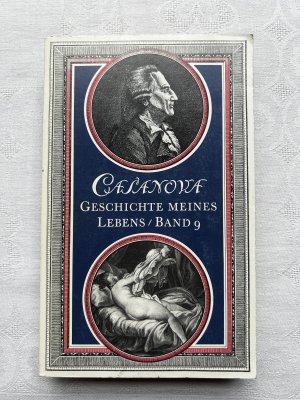 CASANOVA
GESCHICHTE MEINES
LEBENS / BAND 9